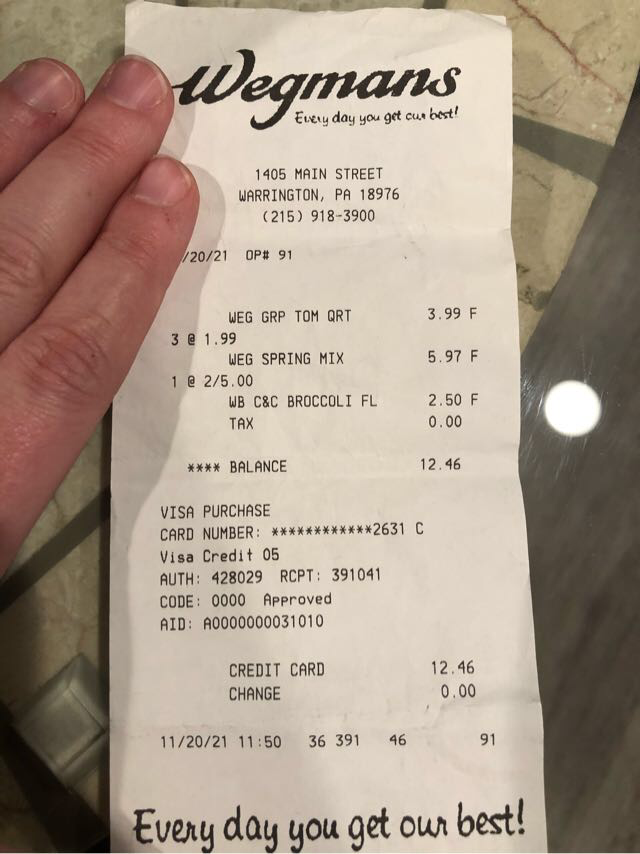 Wegmans
Every day you get our best!
1405 MAIN STREET
WARRINGTON, PA 18976
(215) 918-3900
/20/21 OP# 91
WEG GRP TOM QRT 3.99 F
3 @ 1.99
WEG SPRING MIX 5.97 F
1 @ 2/5.00
WB C&C BROCCOLI FL 2.50 F
TAX 0.00
**** BALANCE 12.46
VISA PURCHASE
CARD NUMBER: ************2631 C
Visa Credit 05
AUTH: 428029 RCPT: 391041
CODE: 0000 Approved
AID: A0000000031010
CREDIT CARD 12.46
CHANGE 0.00
11/20/21 11:50 36 391 46 91
Every day you get our best!